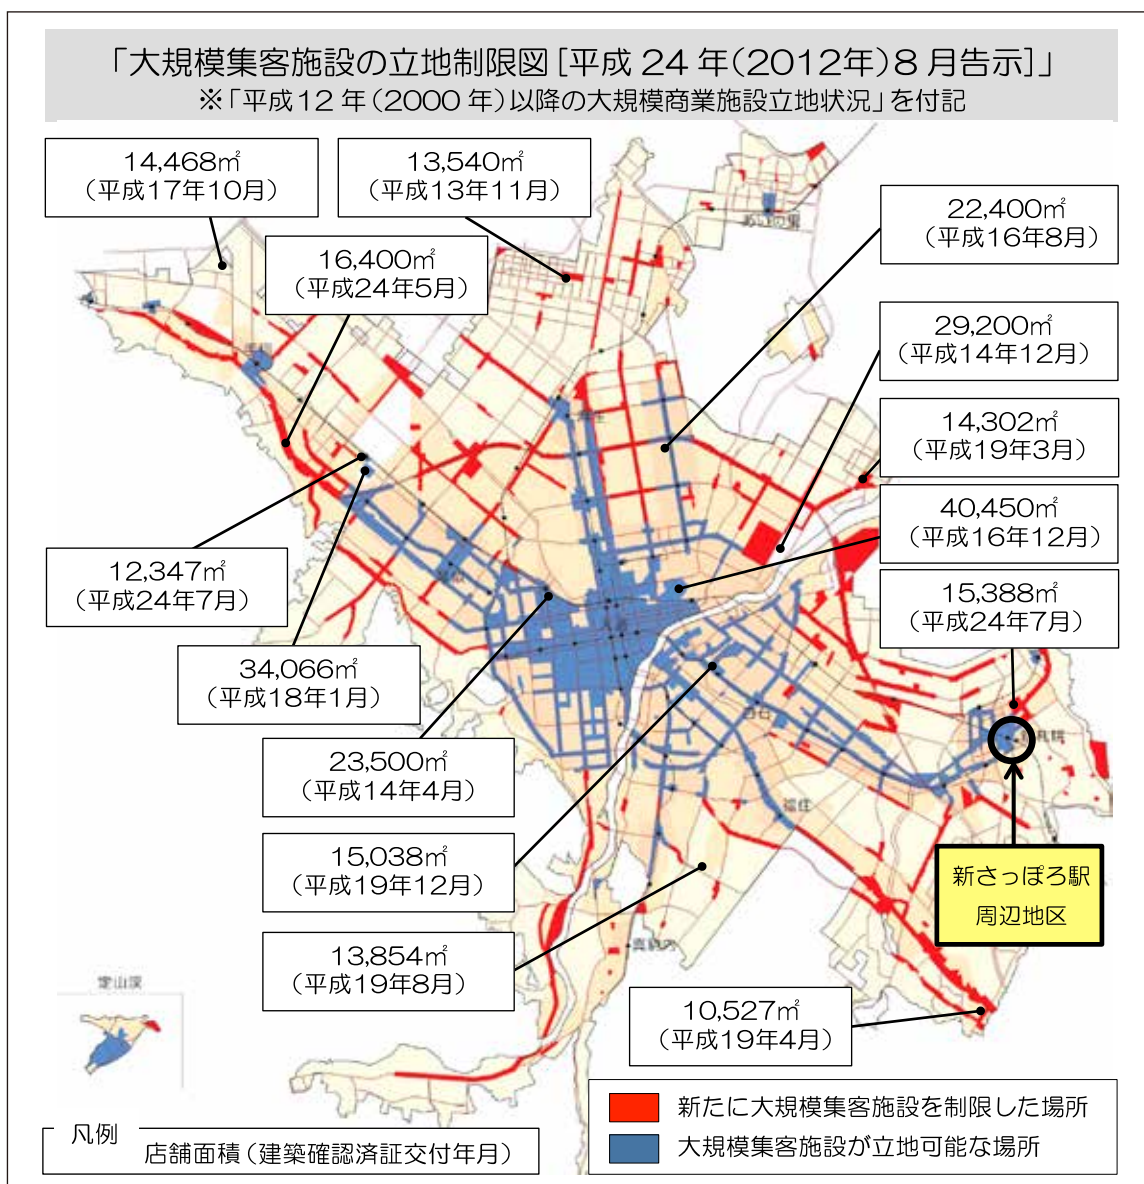 「大規模集客施設の立地制限図[平成 24 年(2012年)8 月告示]」
※「平成12 年(2000 年)以降の大規模商業施設立地状況」を付記
14,468㎡
(平成17年10月)
13,540㎡
(平成13年11月)
22,400㎡
(平成16年8月)
16,400㎡
(平成24年5月)
29,200㎡
(平成14年12月)
14,302㎡
(平成19年3月)
40,450㎡
(平成16年12月)
12,347㎡
(平成24年7月)
15,388㎡
(平成24年7月)
34,066㎡
(平成18年1月)
23,500㎡
(平成14年4月)
15,038㎡
(平成19年12月)
13,854㎡
(平成19年8月)
10,527㎡
(平成19年4月)
新さっぽろ駅
周辺地区
あいの里
白石
福住
真駒内
定山渓
凡例
店舗面積(建築確認済証交付年月)
新たに大規模集客施設を制限した場所
大規模集客施設が立地可能な場所